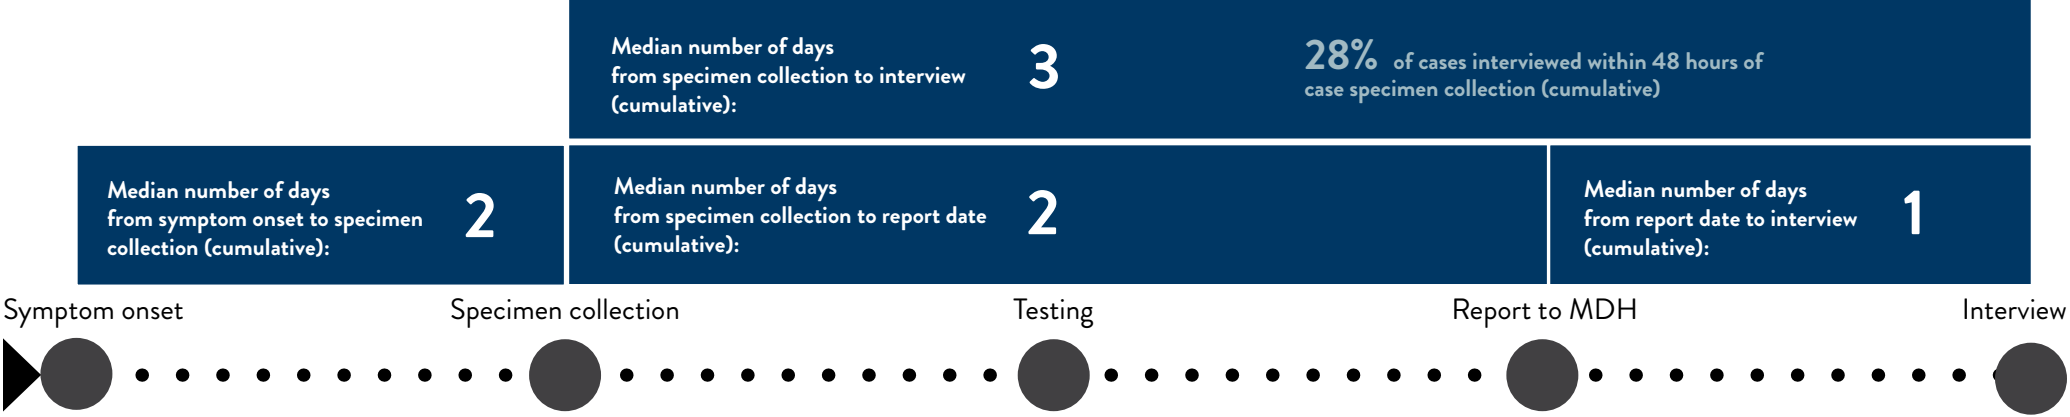 Median number of days
from specimen collection to interview
(cumulative):
3
28% of cases interviewed within 48 hours of
case specimen collection (cumulative)
Median number of days
from symptom onset to specimen
collection (cumulative):
2
Median number of days
from specimen collection to report date
(cumulative):
2
Median number of days
from report date to interview
(cumulative):
1
Symptom onset
Specimen collection
Testing
Report to MDH
Interview